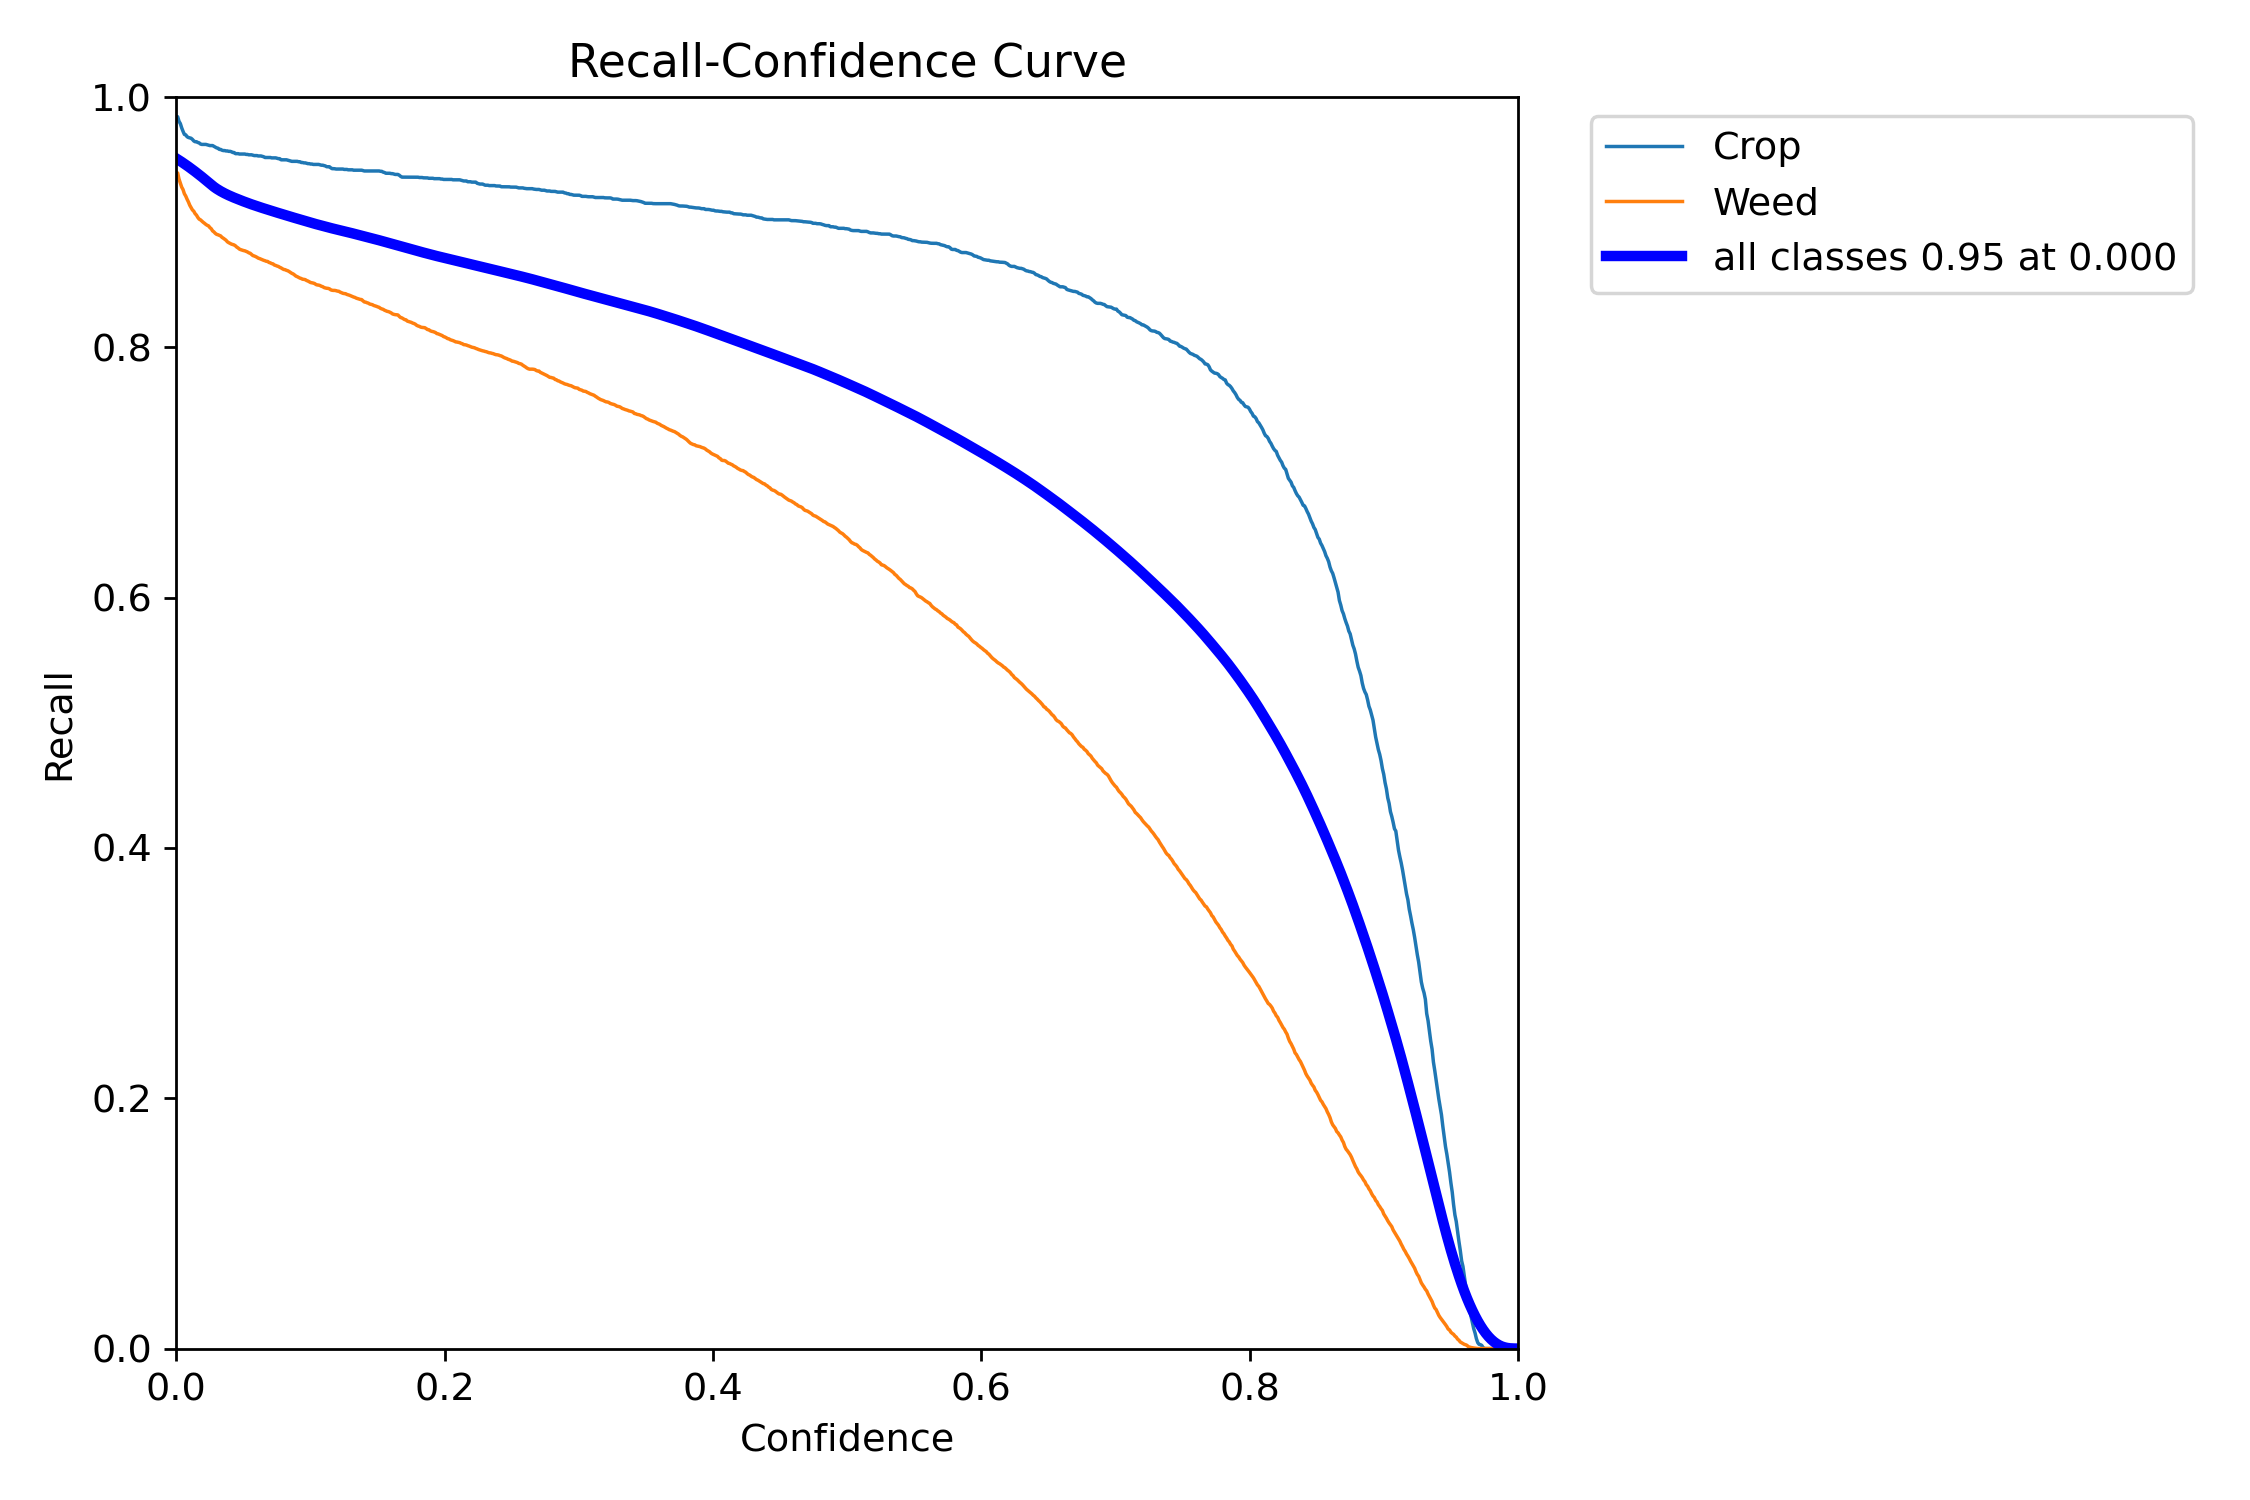 Recall-Confidence Curve
1.0
0.8
0.6
0.4
0.2
0.0
Recall
0.0 0.2 0.4 0.6 0.8 1.0
Confidence
Crop
Weed
all classes 0.95 at 0.000